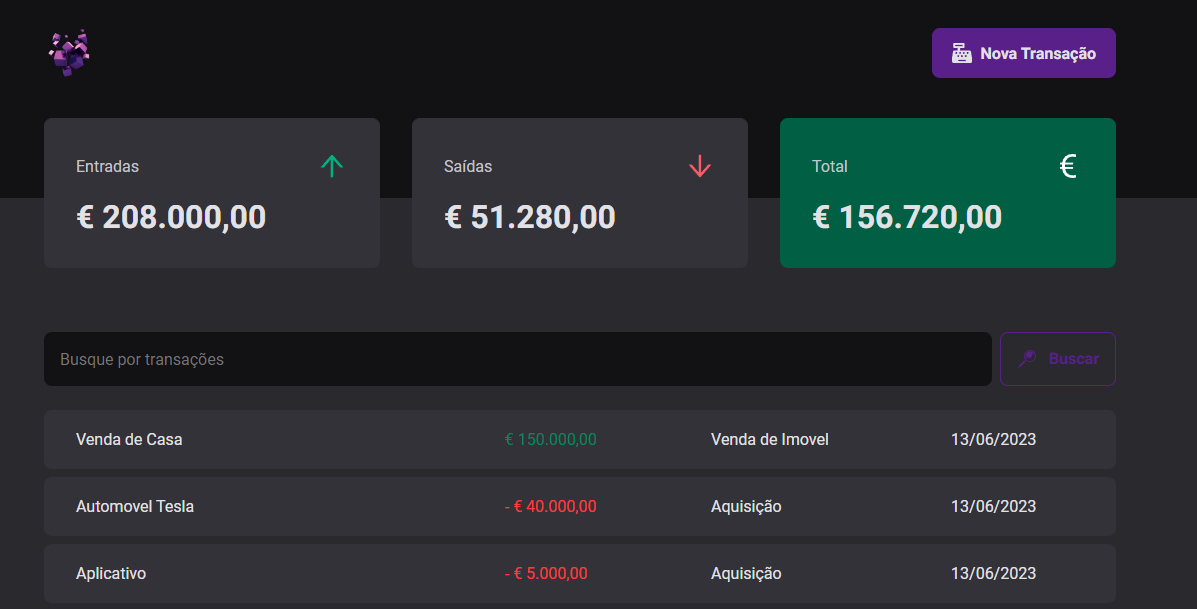 Nova Transação
Entradas
€ 208.000,00
Saídas
€ 51.280,00
Total €
€ 156.720,00
Busque por transações
Buscar
Venda de Casa € 150.000,00 Venda de Imovel 13/06/2023
Automovel Tesla - € 40.000,00 Aquisição 13/06/2023
Aplicativo - € 5.000,00 Aquisição 13/06/2023